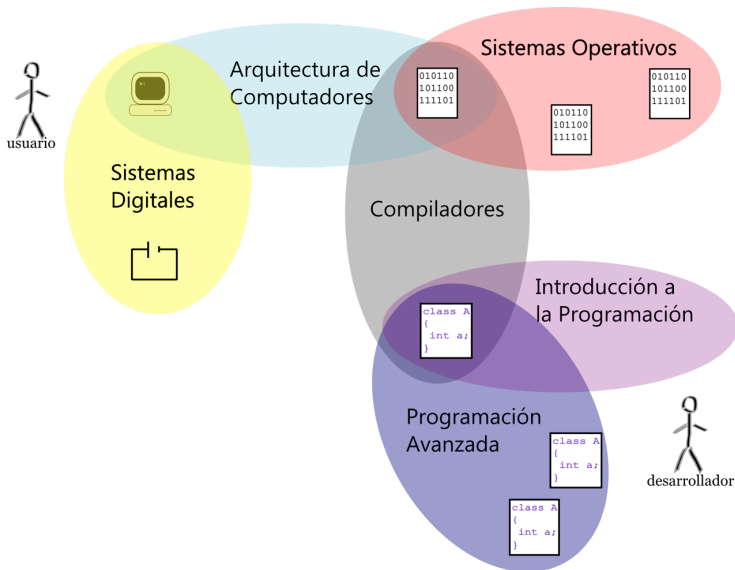 Sistemas Operativos
Arquitectura de
Computadores
010110
101100
111101
010110
101100
111101
010110
101100
111101
usuario
Sistemas
Digitales
Compiladores
Introducción a
la Programación
class A
{
int a;
}
Programación
Avanzada
class A
{
int a;
}
desarrollador
class A
{
int a;
}